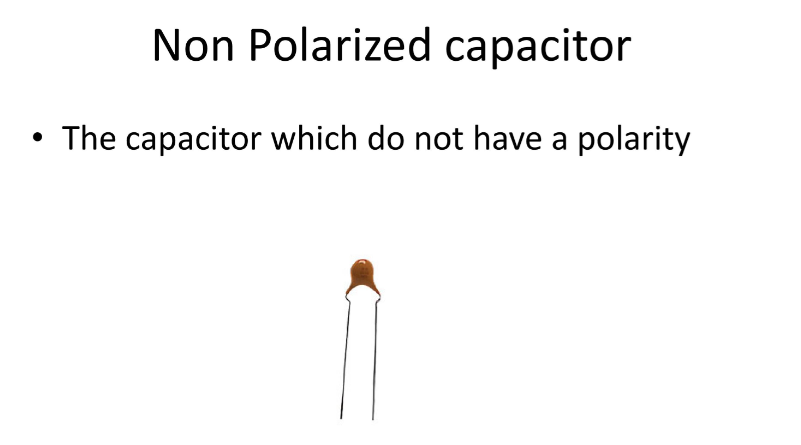 Non Polarized capacitor
• The capacitor which do not have a polarity